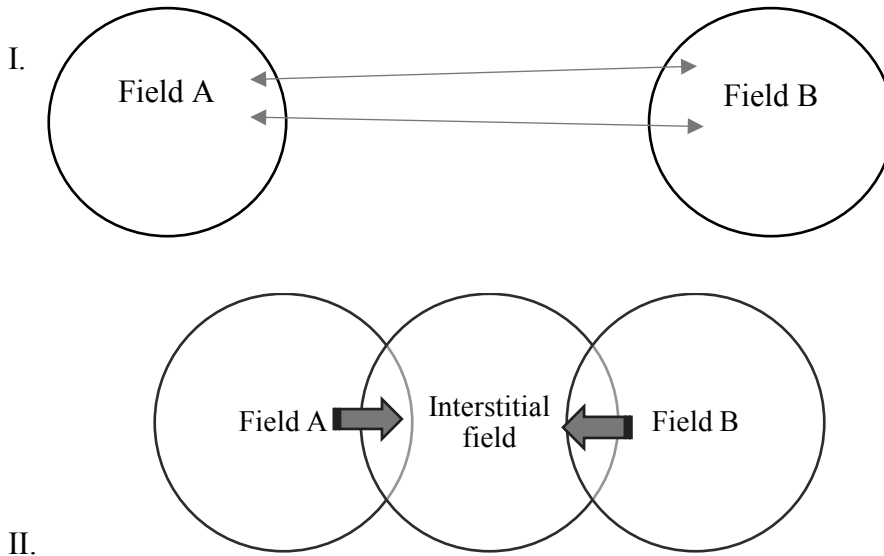 I.
Field A
Field B
Field A
Interstitial
field
Field B
II.